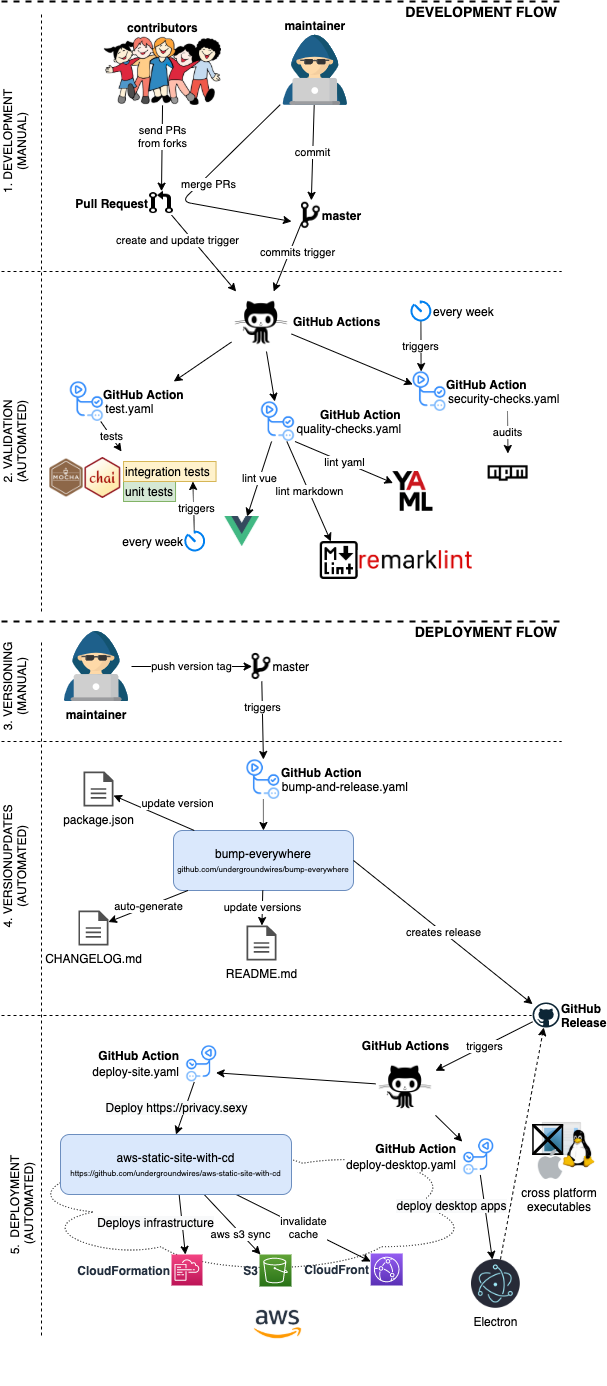 DEVELOPMENT FLOW
1. DEVELOPMENT
(MANUAL)
contributors
maintainer
send PRs
from forks
commit
merge PRs
Pull Request
master
create and update trigger
commits trigger
2. VALIDATION
(AUTOMATED)
GitHub Actions
every week
triggers
GitHub Action
test.yaml
GitHub Action
quality-checks.yaml
GitHub Action
security-checks.yaml
tests
audits
MOCHA
chai
integration tests
unit tests
triggers
every week
lint vue
lint markdown
lint yaml
YAML
npm
M
Lint
remarklint
DEPLOYMENT FLOW
3. VERSIONING
(MANUAL)
maintainer
push version tag
master
triggers
4. VERSIONUPDATES
(AUTOMATED)
GitHub Action
bump-and-release.yaml
update version
package.json
bump-everywhere
github.com/undergroundwires/bump-everywhere
auto-generate
update versions
CHANGELOG.md
README.md
creates release
GitHub
Release
5. DEPLOYMENT
(AUTOMATED)
GitHub Actions
triggers
GitHub Action
deploy-site.yaml
Deploy https://privacy.sexy
aws-static-site-with-cd
https://github.com/undergroundwires/aws-static-site-with-cd
GitHub Action
deploy-desktop.yaml
cross platform
executables
deploy desktop apps
Deploys infrastructure
aws s3 sync
invalidate
cache
CloudFormation
S3
CloudFront
aws
Electron